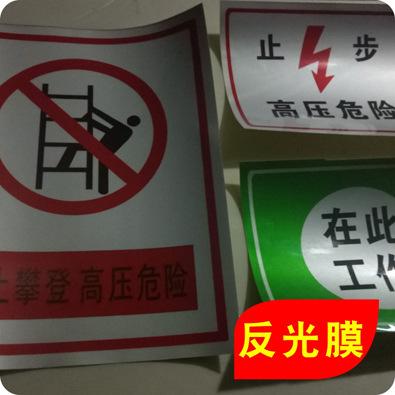 止步
高压危险
在此
工作
止攀登 高压危险
反光膜